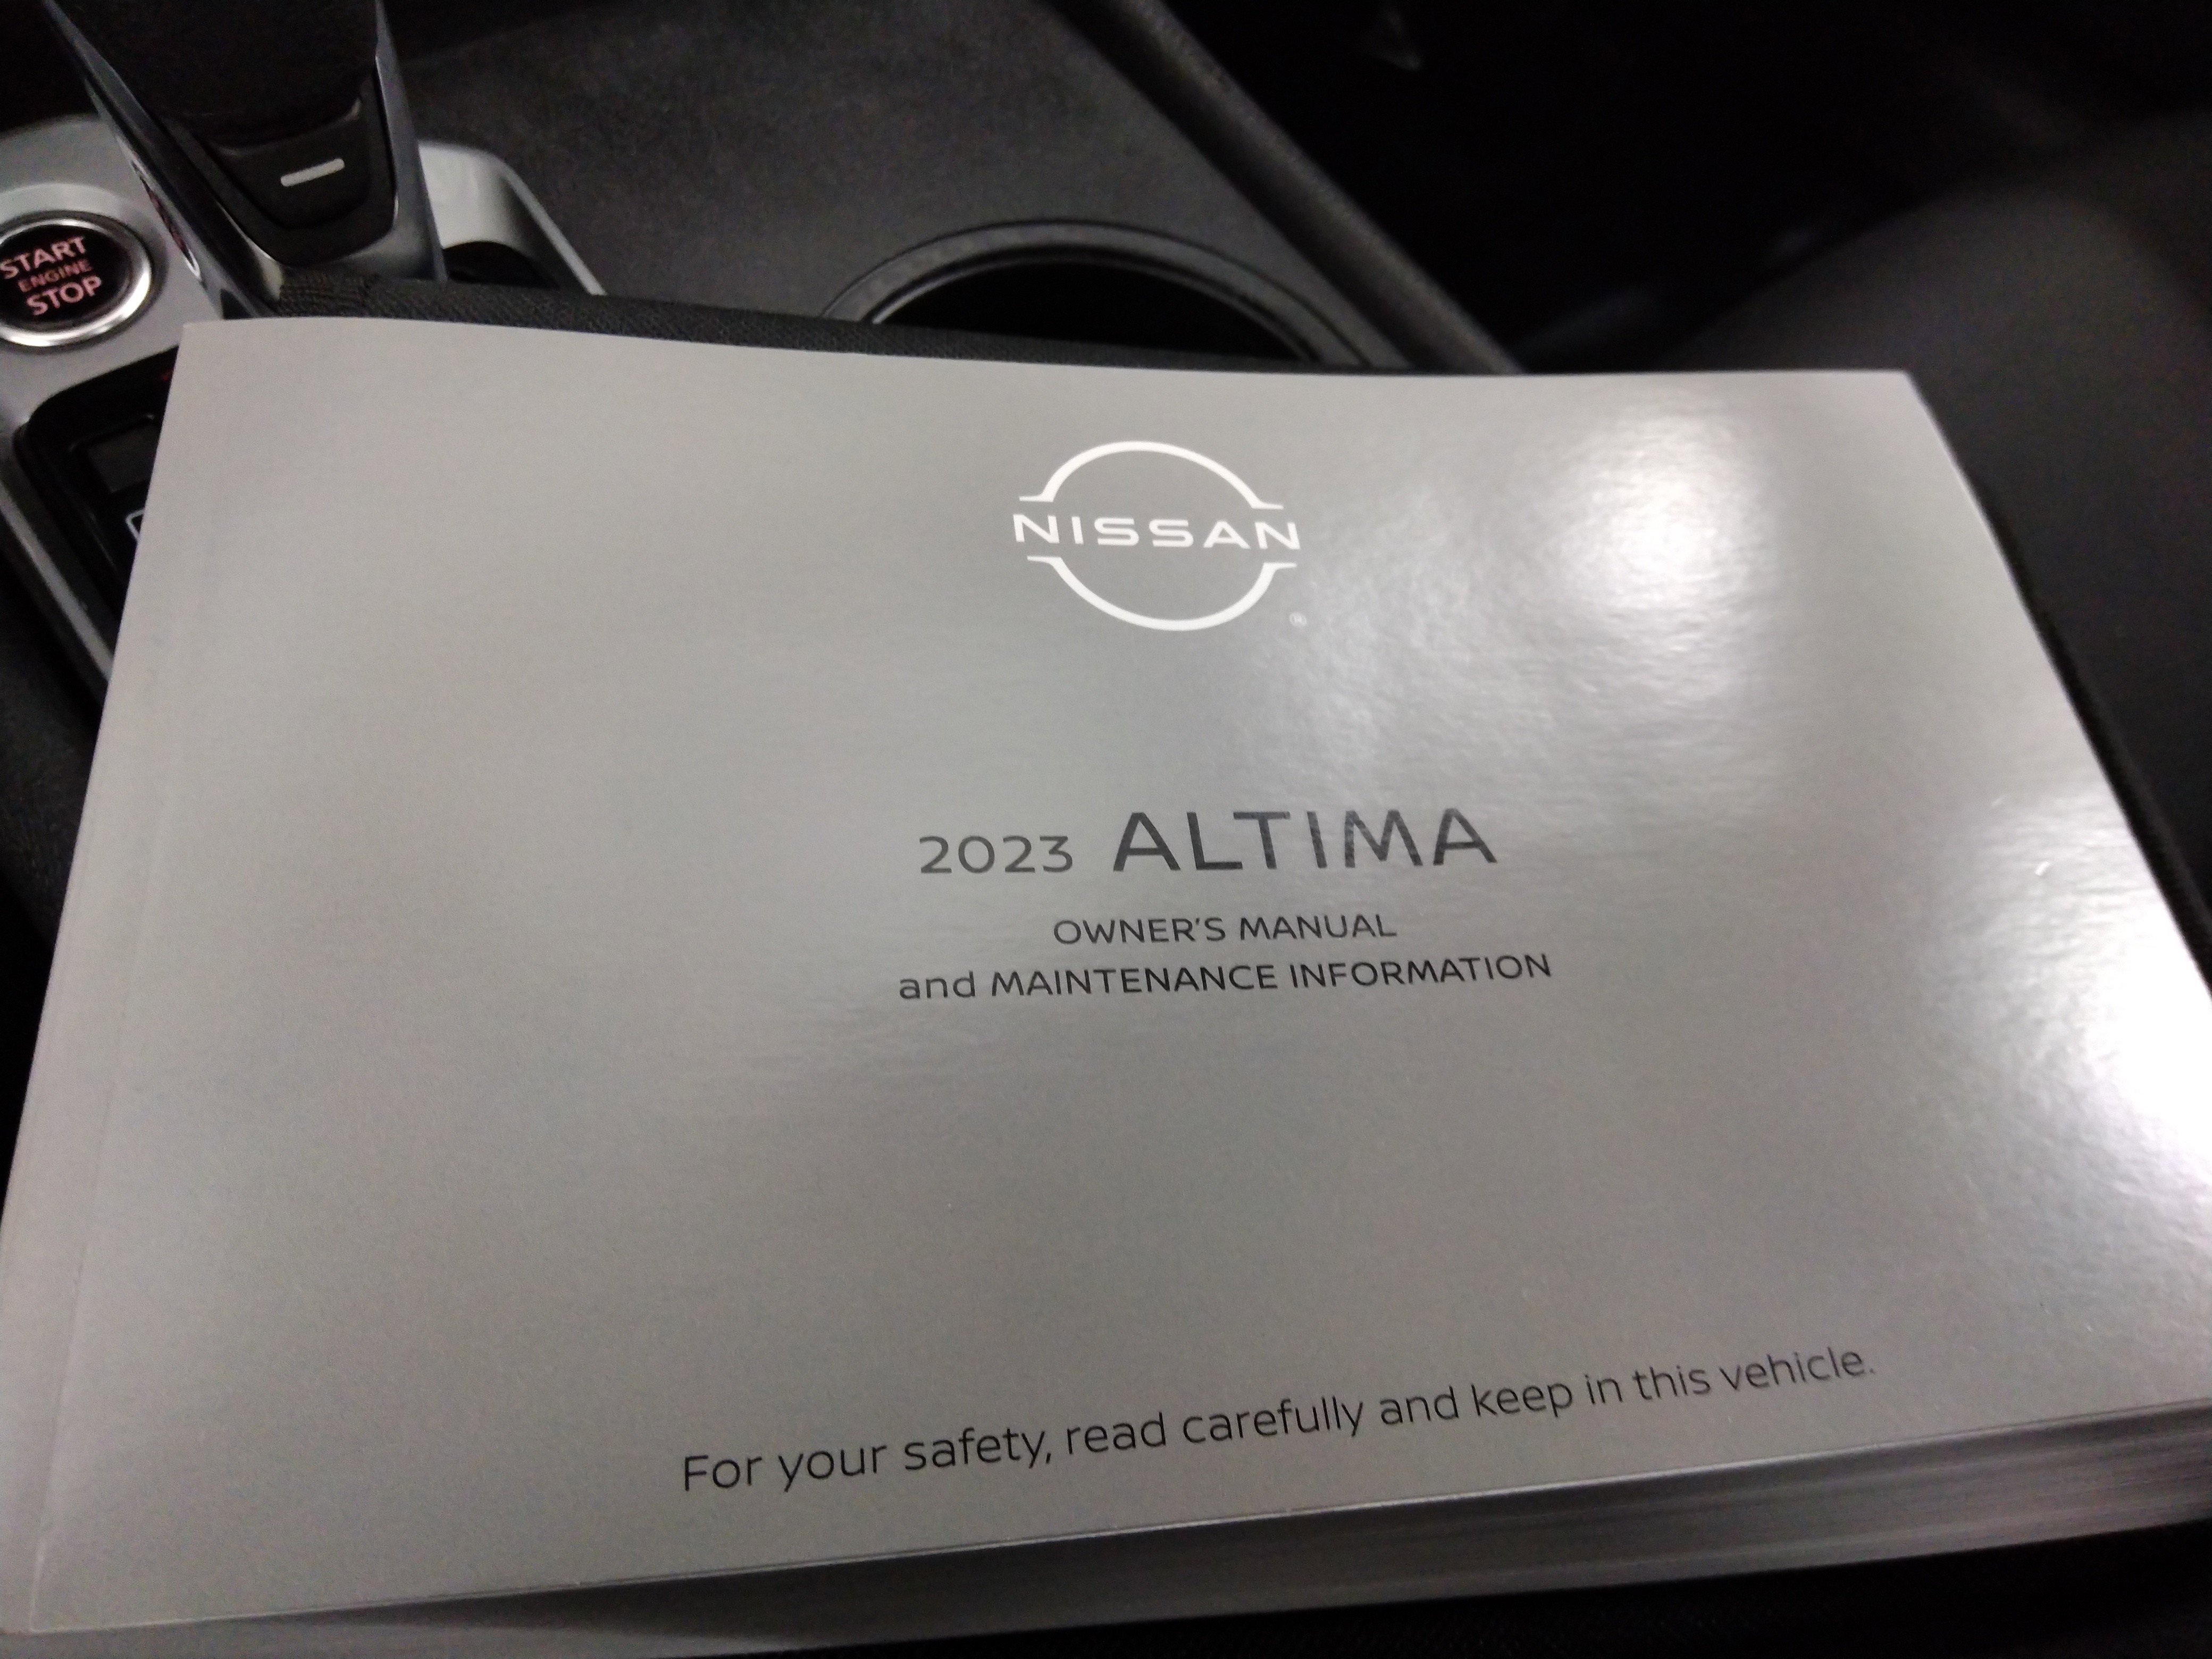 START
ENGINE
STOP
NISSAN
®
2023 ALTIMA
OWNER'S MANUAL
and MAINTENANCE INFORMATION
For your safety, read carefully and keep in this vehicle.